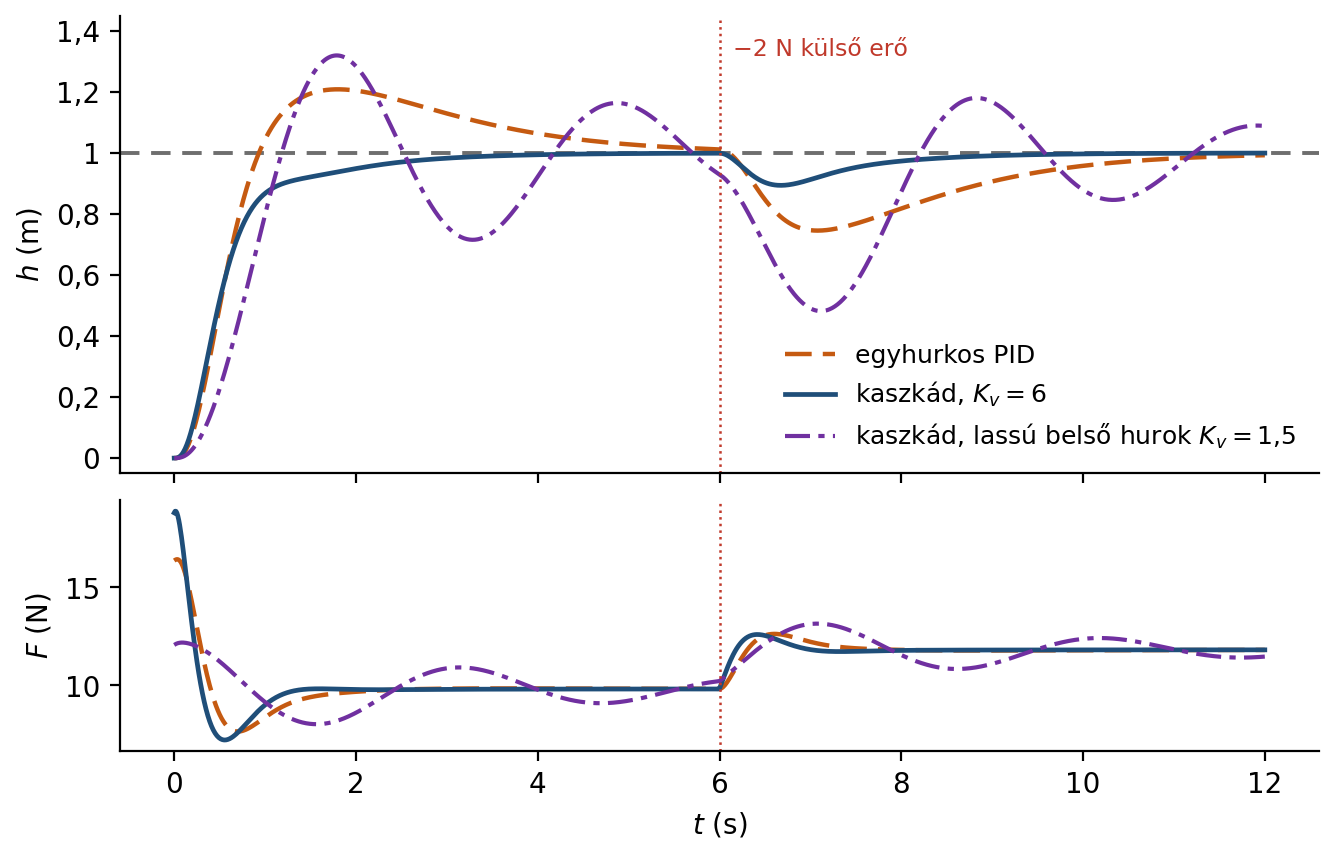 1,4
1,2
1
0,8
0,6
0,4
0,2
0
h (m)
−2 N külső erő
egyhurkos PID
kaszkád, K_v = 6
kaszkád, lassú belső hurok K_v = 1,5
15
10
F (N)
0 2 4 6 8 10 12
t (s)